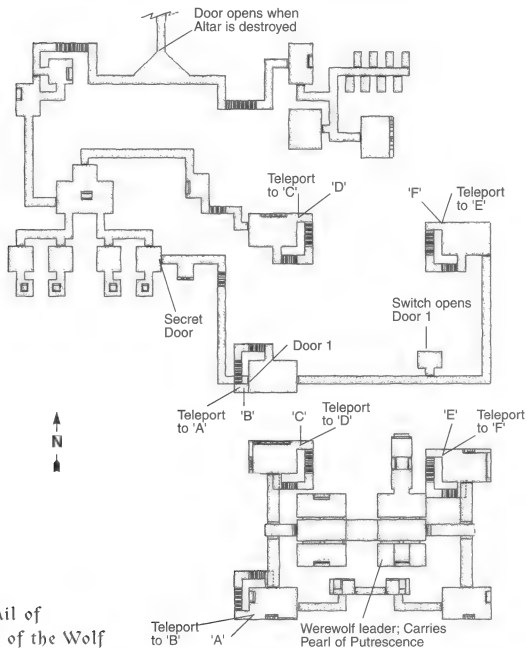 Door opens when
Altar is destroyed
Teleport
to 'C'
'D'
'F'
Teleport
to 'E'
Secret
Door
Switch opens
Door 1
Door 1
Teleport
to 'A'
'B'
N
'C'
Teleport
to 'D'
'E'
Teleport
to 'F'
Teleport
to 'B'
'A'
Werewolf leader; Carries
Pearl of Putrescence
of
of the Wolf